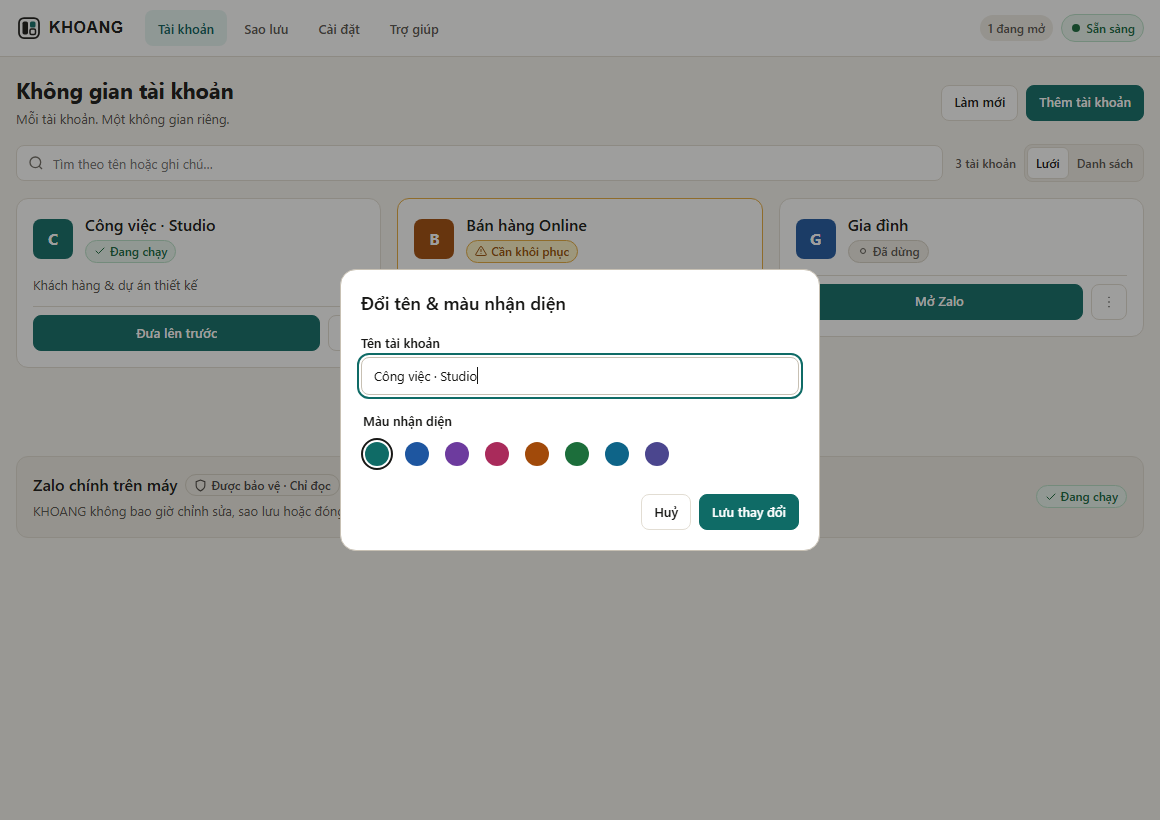 KHOANG
Tài khoản
Sao lưu
Cài đặt
Trợ giúp
1 đang mở
Sẵn sàng
Không gian tài khoản
Mỗi tài khoản. Một không gian riêng.
Làm mới
Thêm tài khoản
Tìm theo tên hoặc ghi chú...
3 tài khoản
Lưới
Danh sách
C
Công việc · Studio
Đang chạy
Khách hàng & dự án thiết kế
Đưa lên trước
B
Bán hàng Online
Cần khôi phục
G
Gia đình
Đã dừng
Mở Zalo
Đổi tên & màu nhận diện
Tên tài khoản
Công việc · Studio
Màu nhận diện
Huỷ
Lưu thay đổi
Zalo chính trên máy
Được bảo vệ · Chỉ đọc
KHOANG không bao giờ chỉnh sửa, sao lưu hoặc đóng
Đang chạy